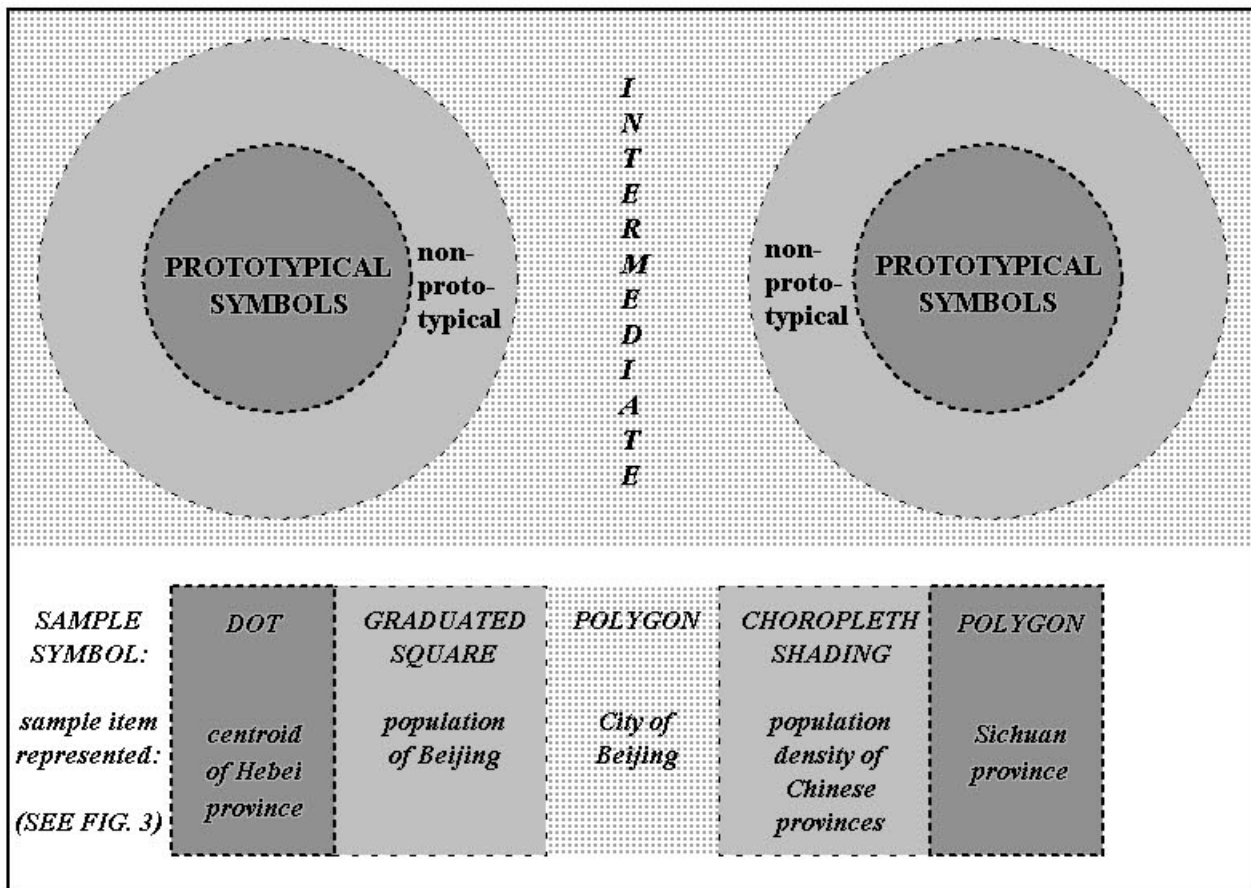 PROTOTYPICAL
SYMBOLS
non-
proto-
typical
INTERMEDIATE
non-
proto-
typical
PROTOTYPICAL
SYMBOLS
SAMPLE
SYMBOL:
DOT
GRADUATED
SQUARE
POLYGON
CHOROPLETH
SHADING
POLYGON
sample item
represented:
(SEE FIG. 3)
centroid
of Hebei
province
population
of Beijing
City of
Beijing
population
density of
Chinese
provinces
Sichuan
province